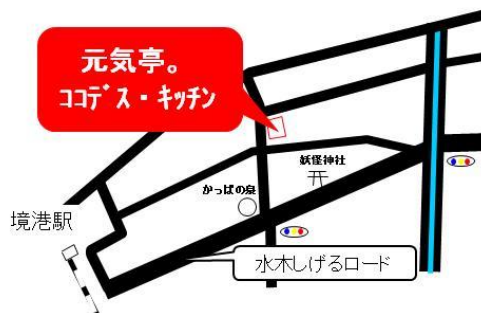 元気亭。
ココデス・キッチン
妖怪神社
かっぱの泉
境港駅
水木しげるロード